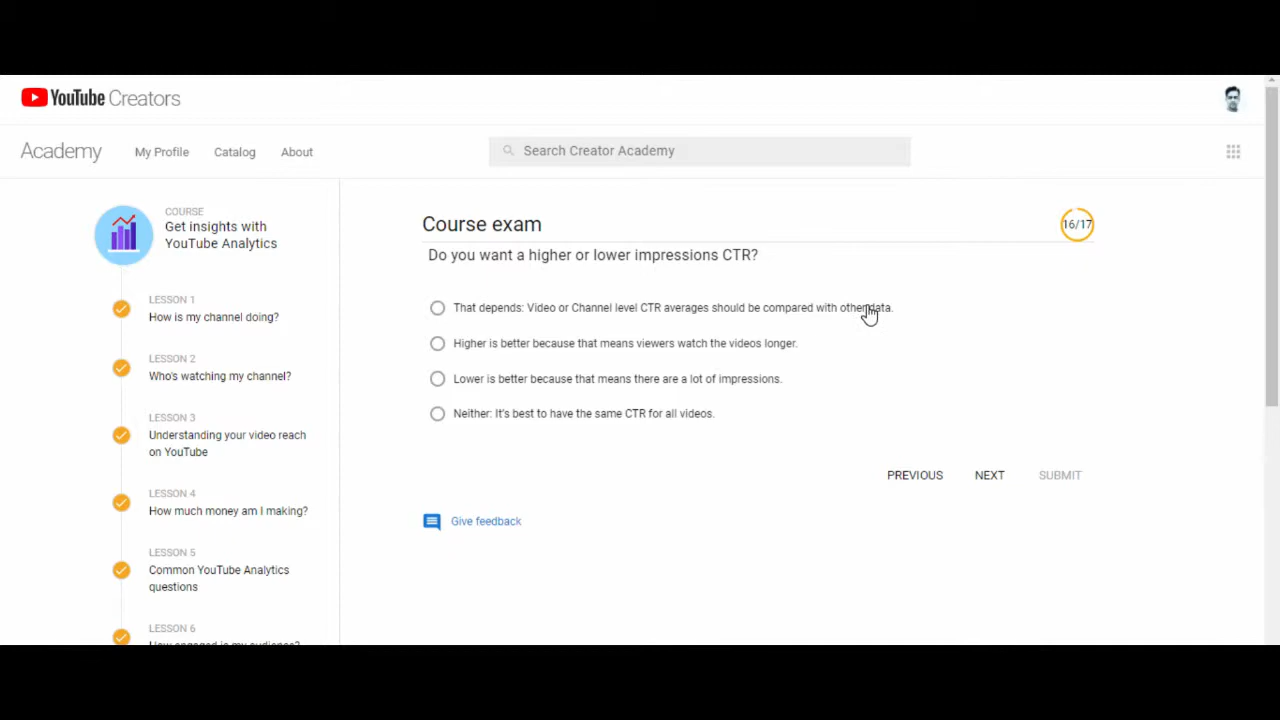 YouTube Creators
Academy
My Profile
Catalog
About
Search Creator Academy
COURSE
Get insights with
YouTube Analytics
LESSON 1
How is my channel doing?
LESSON 2
Who's watching my channel?
LESSON 3
Understanding your video reach
on YouTube
LESSON 4
How much money am I making?
LESSON 5
Common YouTube Analytics
questions
LESSON 6
How engaged is my audience?
Course exam
16/17
Do you want a higher or lower impressions CTR?
That depends: Video or Channel level CTR averages should be compared with other data.
Higher is better because that means viewers watch the videos longer.
Lower is better because that means there are a lot of impressions.
Neither: It's best to have the same CTR for all videos.
PREVIOUS
NEXT
SUBMIT
Give feedback